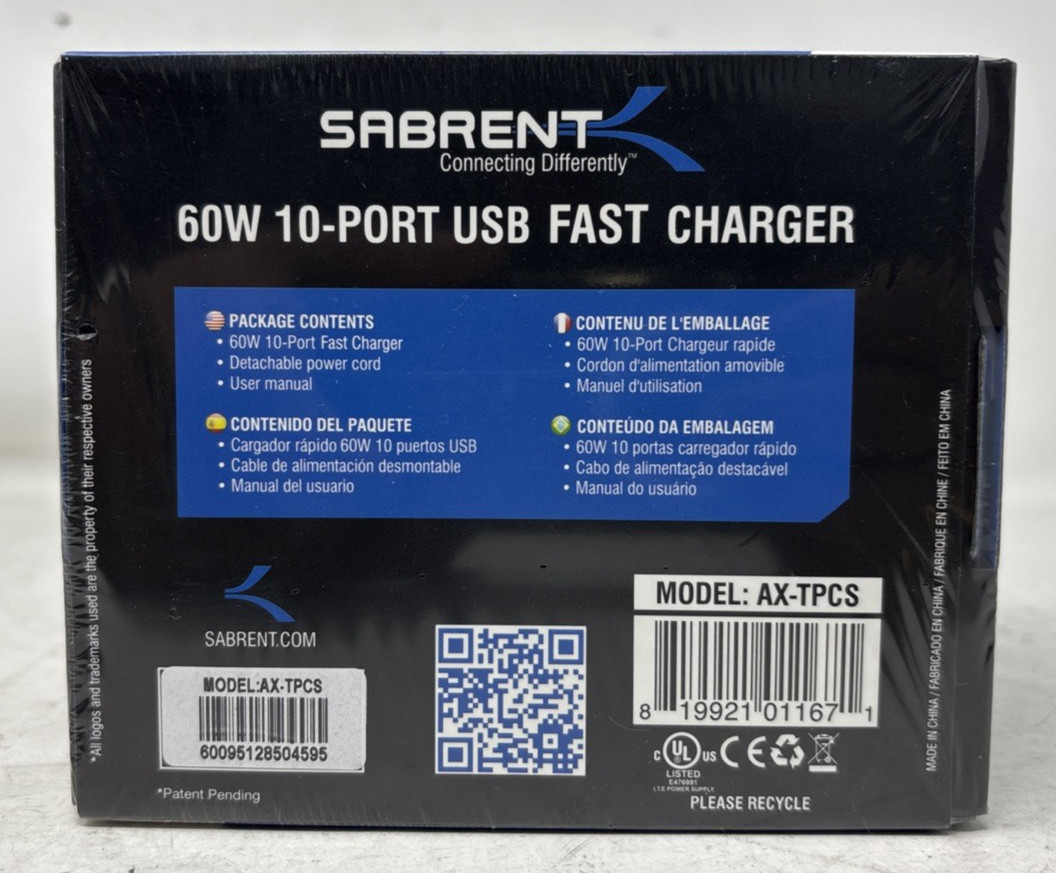 SABRENT
Connecting Differently™
60W 10-PORT USB FAST CHARGER
PACKAGE CONTENTS
• 60W 10-Port Fast Charger
• Detachable power cord
• User manual
CONTENU DE L'EMBALLAGE
• 60W 10-Port Chargeur rapide
• Cordon d'alimentation amovible
• Manuel d'utilisation
CONTENIDO DEL PAQUETE
• Cargador rápido 60W 10 puertos USB
• Cable de alimentación desmontable
• Manual del usuario
CONTEÚDO DA EMBALAGEM
• 60W 10 portas carregador rápido
• Cabo de alimentação destacável
• Manual do usuário
*All logos and trademarks used are the property of their respective owners
MADE IN CHINA / FABRICADO EN CHINA / FABRIQUE EN CHINE / FEITO EM CHINA
SABRENT.COM
MODEL:AX-TPCS
60095128504595
*Patent Pending
MODEL: AX-TPCS
8 19921 01167 1
C UL US CE
LISTED
E476991
I.T.E POWER SUPPLY
PLEASE RECYCLE